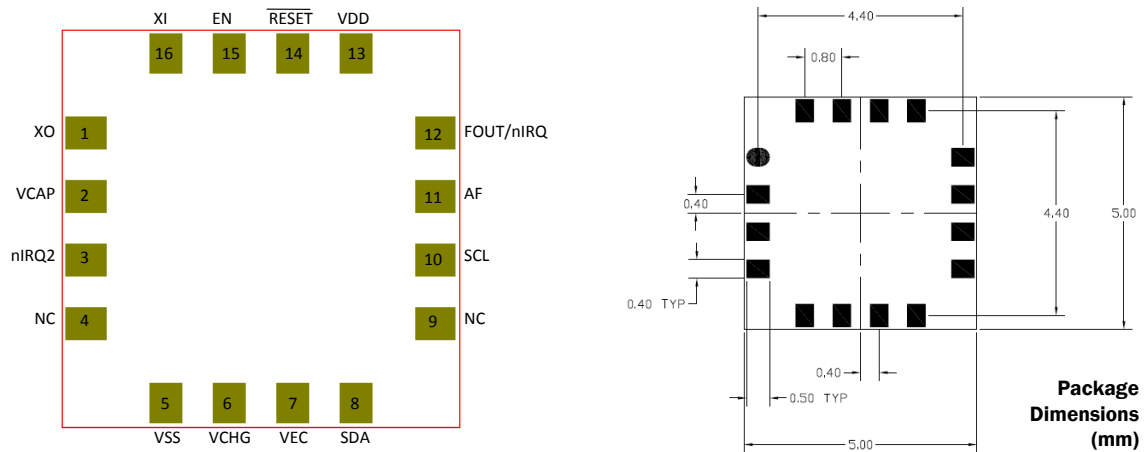 XI EN RESET VDD
16 15 14 13
XO 1 12 FOUT/nIRQ
VCAP 2 11 AF
nIRQ2 3 10 SCL
NC 4 9 NC
5 6 7 8
VSS VCHG VEC SDA
4.40
0.80
0.40
4.40
5.00
0.40 TYP
0.40
0.50 TYP
5.00
Package
Dimensions
(mm)